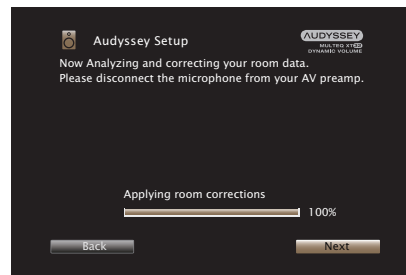 Audyssey Setup
AUDYSSEY
MULTEQ XT32
DYNAMIC VOLUME
Now Analyzing and correcting your room data.
Please disconnect the microphone from your AV preamp.
Applying room corrections
100%
Back
Next